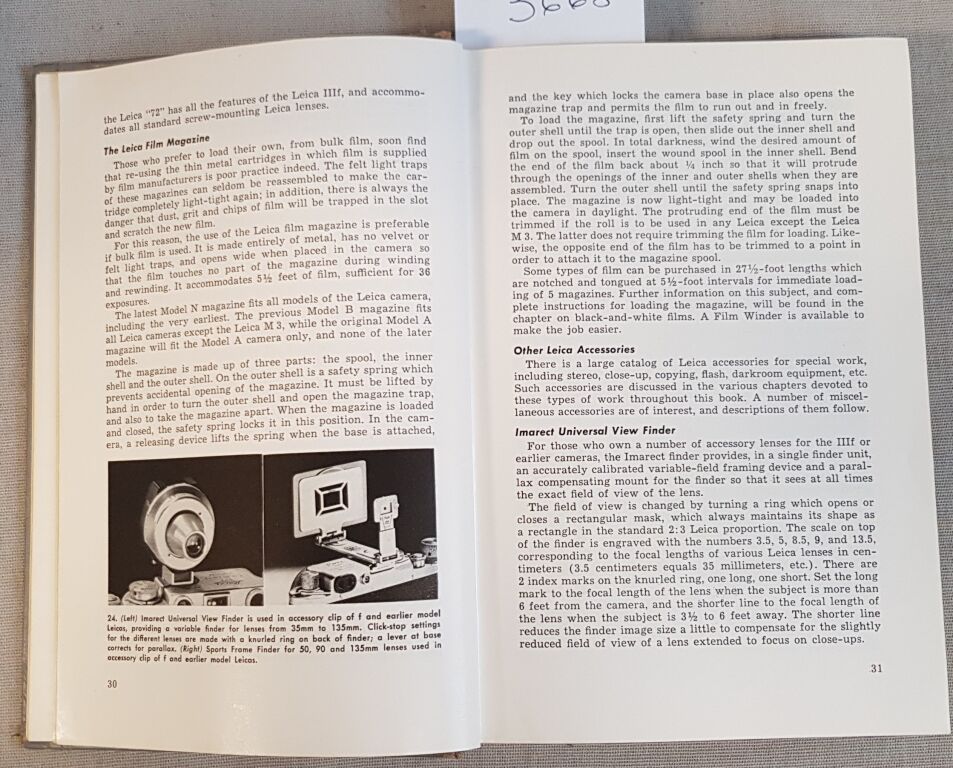 the Leica "72" has all the features of the Leica IIIf, and accommo-
dates all standard screw-mounting Leica lenses.
The Leica Film Magazine
Those who prefer to load their own, from bulk film, soon find
that re-using the thin metal cartridges in which film is supplied
by film manufacturers is poor practice indeed. The felt light traps
of these magazines can seldom be reassembled to make the car-
tridge completely light-tight again; in addition, there is always the
danger that dust, grit and chips of film will be trapped in the slot
and scratch the new film.
For this reason, the use of the Leica film magazine is preferable
if bulk film is used. It is made entirely of metal, has no velvet or
felt light traps, and opens wide when placed in the camera so
that the film touches no part of the magazine during winding
and rewinding. It accommodates 5½ feet of film, sufficient for 36
exposures.
The latest Model N magazine fits all models of the Leica camera,
including the very earliest. The previous Model B magazine fits
all Leica cameras except the Leica M 3, while the original Model A
magazine will fit the Model A camera only, and none of the later
models.
The magazine is made up of three parts: the spool, the inner
shell and the outer shell. On the outer shell is a safety spring which
prevents accidental opening of the magazine. It must be lifted by
hand in order to turn the outer shell and open the magazine trap,
and also to take the magazine apart. When the magazine is loaded
and closed, the safety spring locks it in this position. In the cam-
era, a releasing device lifts the spring when the base is attached,
24. (Left) Imarect Universal View Finder is used in accessory clip of f and earlier model
Leicas, providing a variable finder for lenses from 35mm to 135mm. Click-stop settings
for the different lenses are made with a knurled ring on back of finder; a lever at base
corrects for parallax. (Right) Sports Frame Finder for 50, 90 and 135mm lenses used in
accessory clip of f and earlier model Leicas.
30
and the key which locks the camera base in place also opens the
magazine trap and permits the film to run out and in freely.
To load the magazine, first lift the safety spring and turn the
outer shell until the trap is open, then slide out the inner shell and
drop out the spool. In total darkness, wind the desired amount of
film on the spool, insert the wound spool in the inner shell. Bend
the end of the film back about ¼ inch so that it will protrude
through the openings of the inner and outer shells when they are
assembled. Turn the outer shell until the safety spring snaps into
place. The magazine is now light-tight and may be loaded into
the camera in daylight. The protruding end of the film must be
trimmed if the roll is to be used in any Leica except the Leica
M 3. The latter does not require trimming the film for loading. Like-
wise, the opposite end of the film has to be trimmed to a point in
order to attach it to the magazine spool.
Some types of film can be purchased in 27½-foot lengths which
are notched and tongued at 5½-foot intervals for immediate load-
ing of 5 magazines. Further information on this subject, and com-
plete instructions for loading the magazine, will be found in the
chapter on black-and-white films. A Film Winder is available to
make the job easier.
Other Leica Accessories
There is a large catalog of Leica accessories for special work,
including stereo, close-up, copying, flash, darkroom equipment, etc.
Such accessories are discussed in the various chapters devoted to
these types of work throughout this book. A number of miscel-
laneous accessories are of interest, and descriptions of them follow.
Imarect Universal View Finder
For those who own a number of accessory lenses for the IIIf or
earlier cameras, the Imarect finder provides, in a single finder unit,
an accurately calibrated variable-field framing device and a paral-
lax compensating mount for the finder so that it sees at all times
the exact field of view of the lens.
The field of view is changed by turning a ring which opens or
closes a rectangular mask, which always maintains its shape as
a rectangle in the standard 2:3 Leica proportion. The scale on top
of the finder is engraved with the numbers 3.5, 5, 8.5, 9, and 13.5,
corresponding to the focal lengths of various Leica lenses in cen-
timeters (3.5 centimeters equals 35 millimeters, etc.). There are
2 index marks on the knurled ring, one long, one short. Set the long
mark to the focal length of the lens when the subject is more than
6 feet from the camera, and the shorter line to the focal length of
the lens when the subject is 3½ to 6 feet away. The shorter line
reduces the finder image size a little to compensate for the slightly
reduced field of view of a lens extended to focus on close-ups.
31